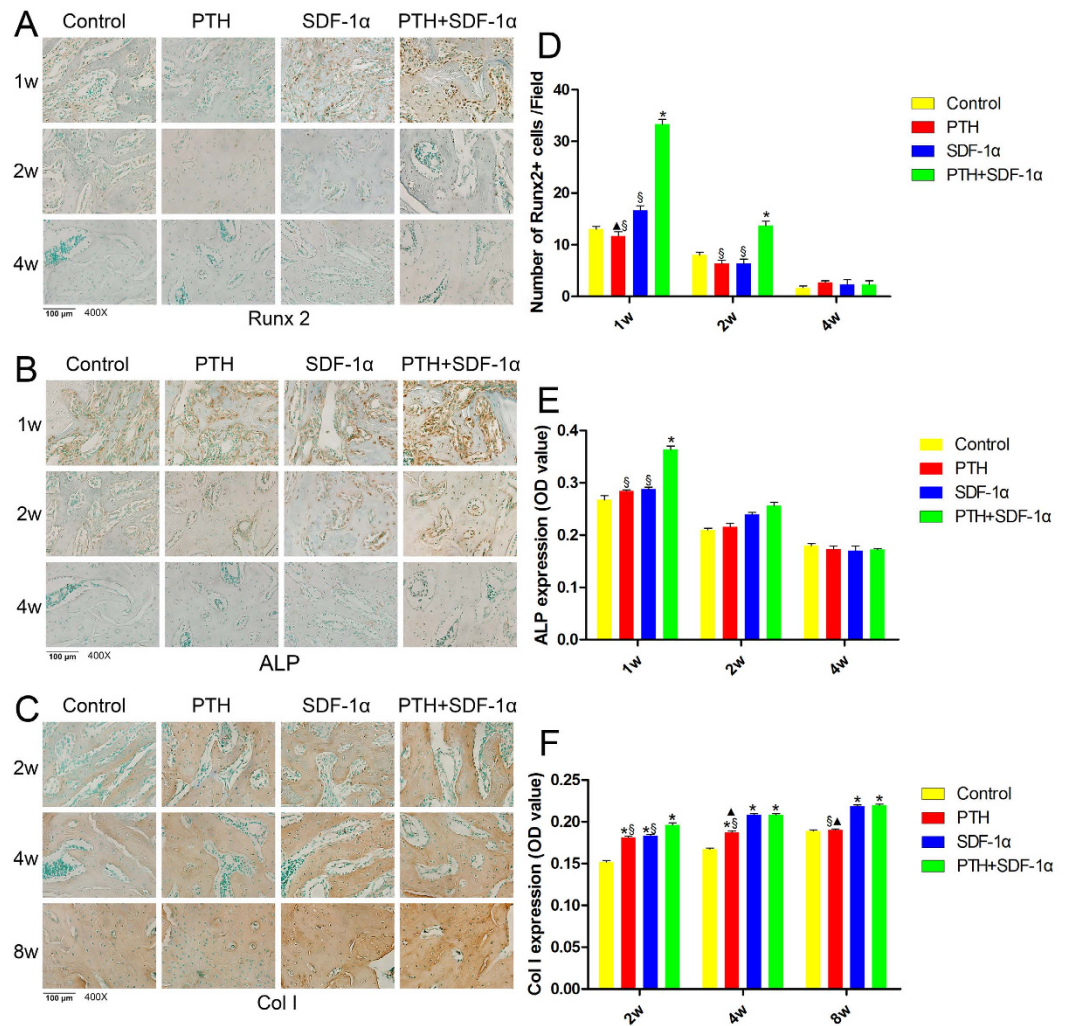 A
Control PTH SDF-1α PTH+SDF-1α
1w
2w
4w
100 μm 400X
Runx 2
B
Control PTH SDF-1α PTH+SDF-1α
1w
2w
4w
100 μm 400X
ALP
C
Control PTH SDF-1α PTH+SDF-1α
2w
4w
8w
100 μm 400X
Col I
D
Number of Runx2+ cells /Field
40
30
20
10
0
▲§ § *
§ § *
1w 2w 4w
Control
PTH
SDF-1α
PTH+SDF-1α
E
ALP expression (OD value)
0.4
0.3
0.2
0.1
0.0
§ § *
1w 2w 4w
Control
PTH
SDF-1α
PTH+SDF-1α
F
Col I expression (OD value)
0.25
0.20
0.15
0.10
0.05
0.00
*§ *§ *
▲
*§ * *
§▲ * *
2w 4w 8w
Control
PTH
SDF-1α
PTH+SDF-1α